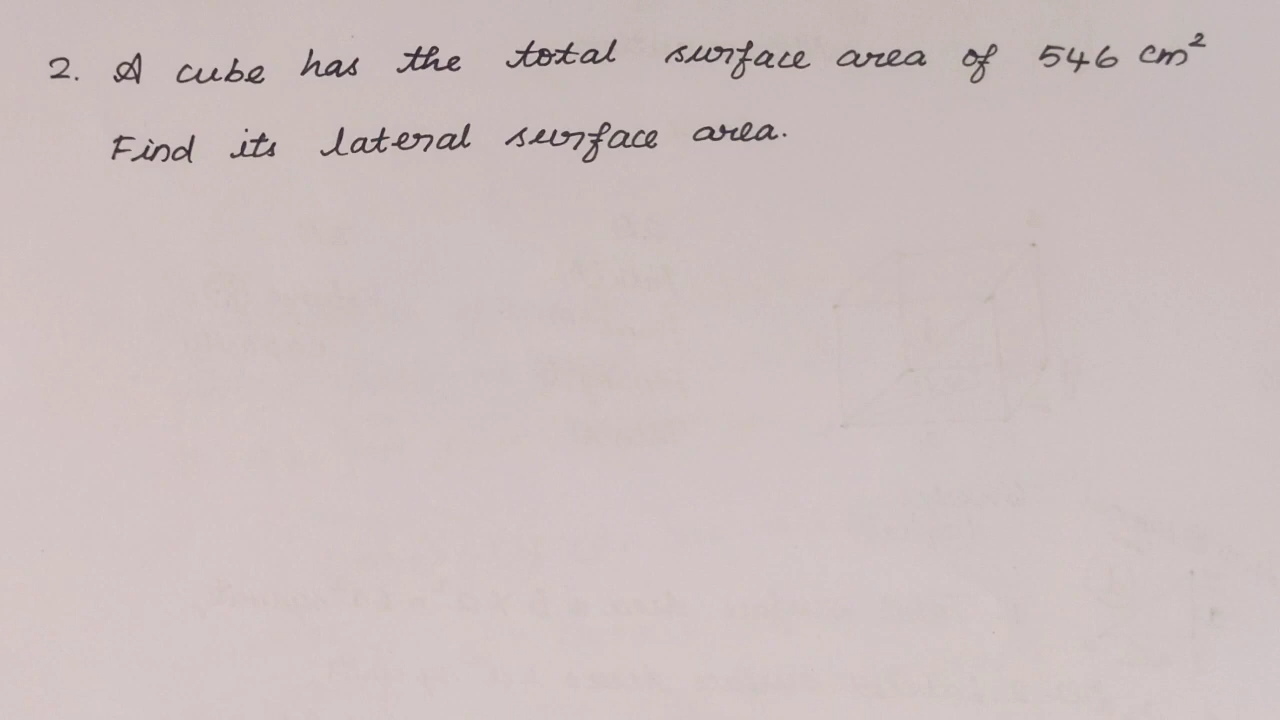 2. A cube has the total surface area of 546 cm²
Find its lateral surface area.